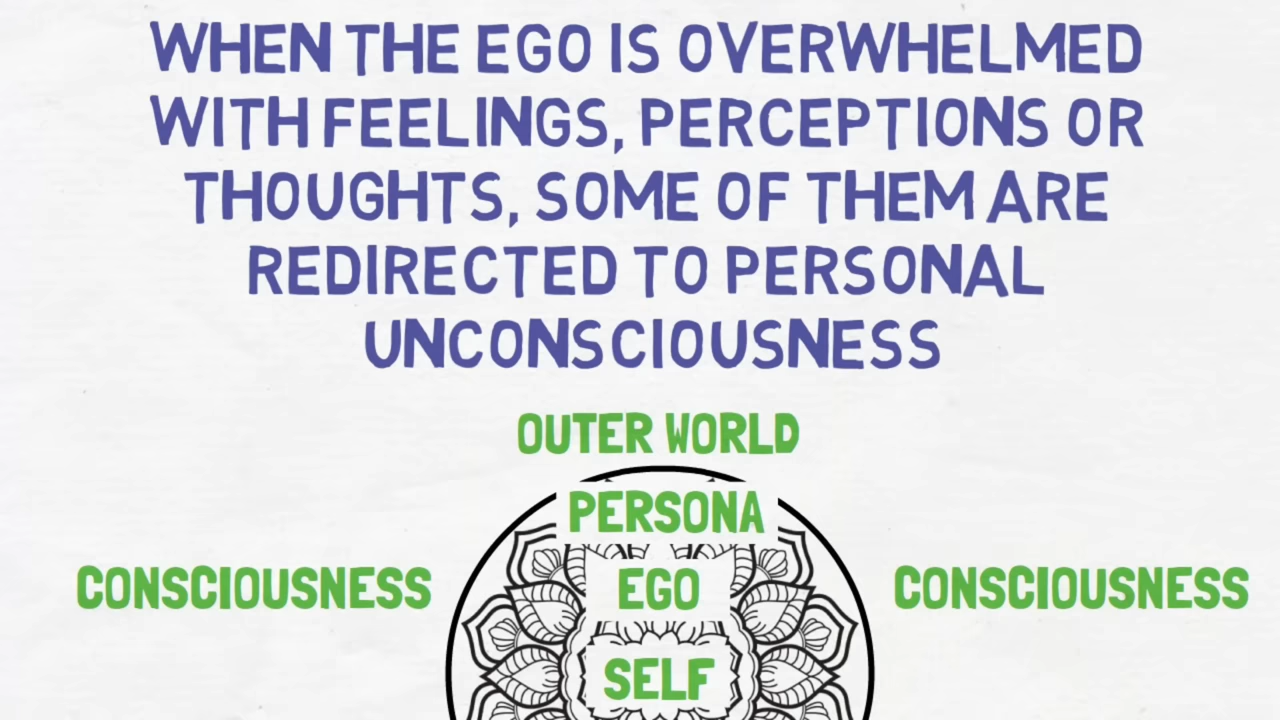 WHEN THE EGO IS OVERWHELMED
WITH FEELINGS, PERCEPTIONS OR
THOUGHTS, SOME OF THEM ARE
REDIRECTED TO PERSONAL
UNCONSCIOUSNESS
OUTER WORLD
PERSONA
CONSCIOUSNESS EGO CONSCIOUSNESS
SELF